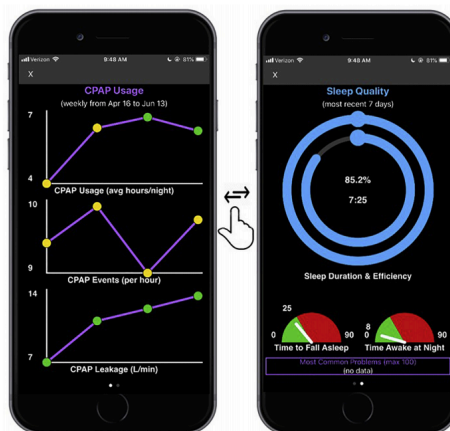 Verizon 9:48 AM 81%
X
CPAP Usage
(weekly from Apr 16 to Jun 13)
7
4
CPAP Usage (avg hours/night)
10
9
CPAP Events (per hour)
14
7
CPAP Leakage (L/min)
Verizon 9:48 AM 81%
X
Sleep Quality
(most recent 7 days)
85.2%
7:25
Sleep Duration & Efficiency
25
0 90
Time to Fall Asleep
8
0 90
Time Awake at Night
Most Common Problems (max 100)
(no data)